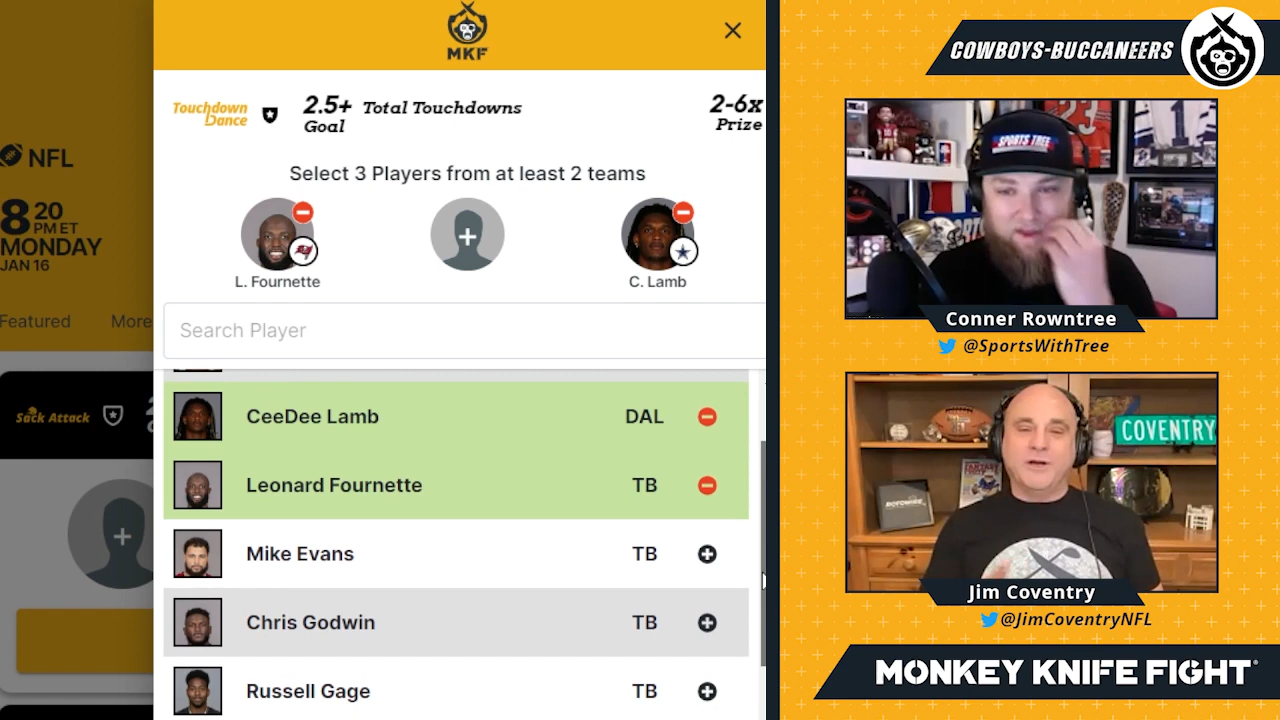 MKF
Touchdown Dance
2.5+ Total Touchdowns
Goal
2-6x
Prize
Select 3 Players from at least 2 teams
L. Fournette
C. Lamb
Search Player
CeeDee Lamb DAL
Leonard Fournette TB
Mike Evans TB
Chris Godwin TB
Russell Gage TB
NFL
8 20
PM ET
MONDAY
JAN 16
Featured More
Sack Attack
COWBOYS-BUCCANEERS
SPORTS TREE
23
1
Conner Rowntree
@SportsWithTree
COVENTRY
Jim Coventry
@JimCoventryNFL
MONKEY KNIFE FIGHT